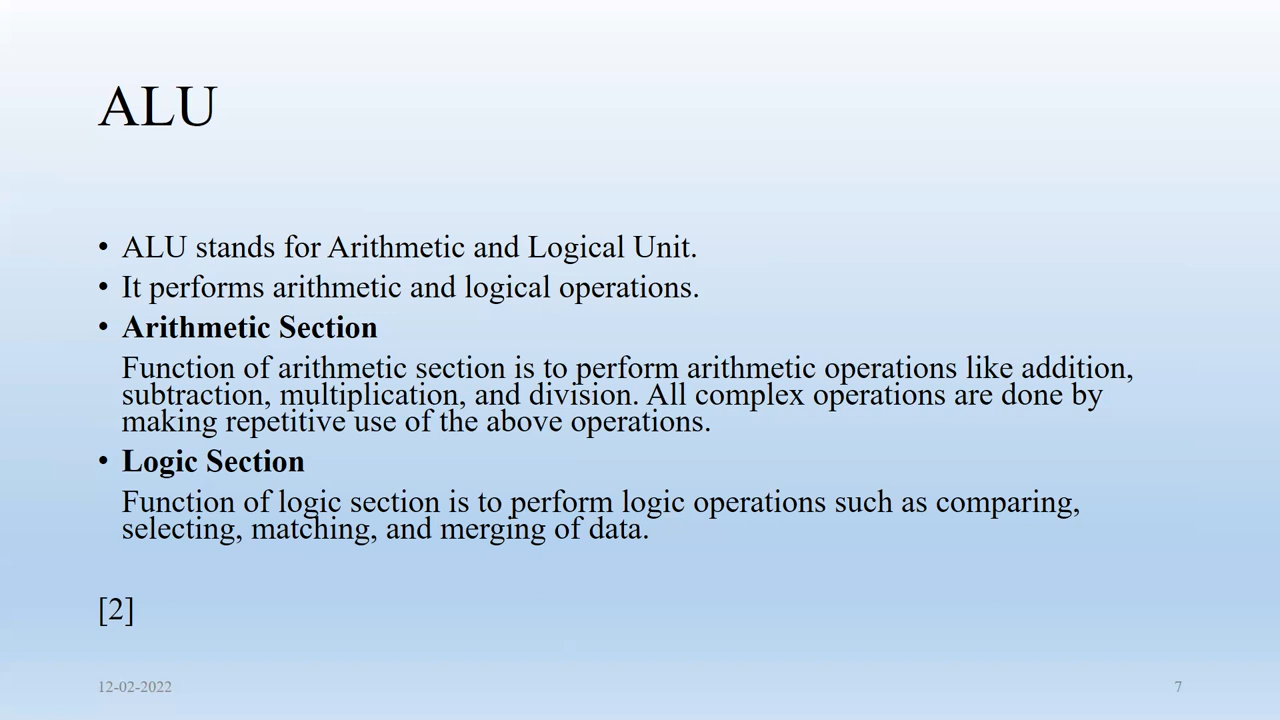 ALU
• ALU stands for Arithmetic and Logical Unit.
• It performs arithmetic and logical operations.
• Arithmetic Section
Function of arithmetic section is to perform arithmetic operations like addition,
subtraction, multiplication, and division. All complex operations are done by
making repetitive use of the above operations.
• Logic Section
Function of logic section is to perform logic operations such as comparing,
selecting, matching, and merging of data.
[2]
12-02-2022
7